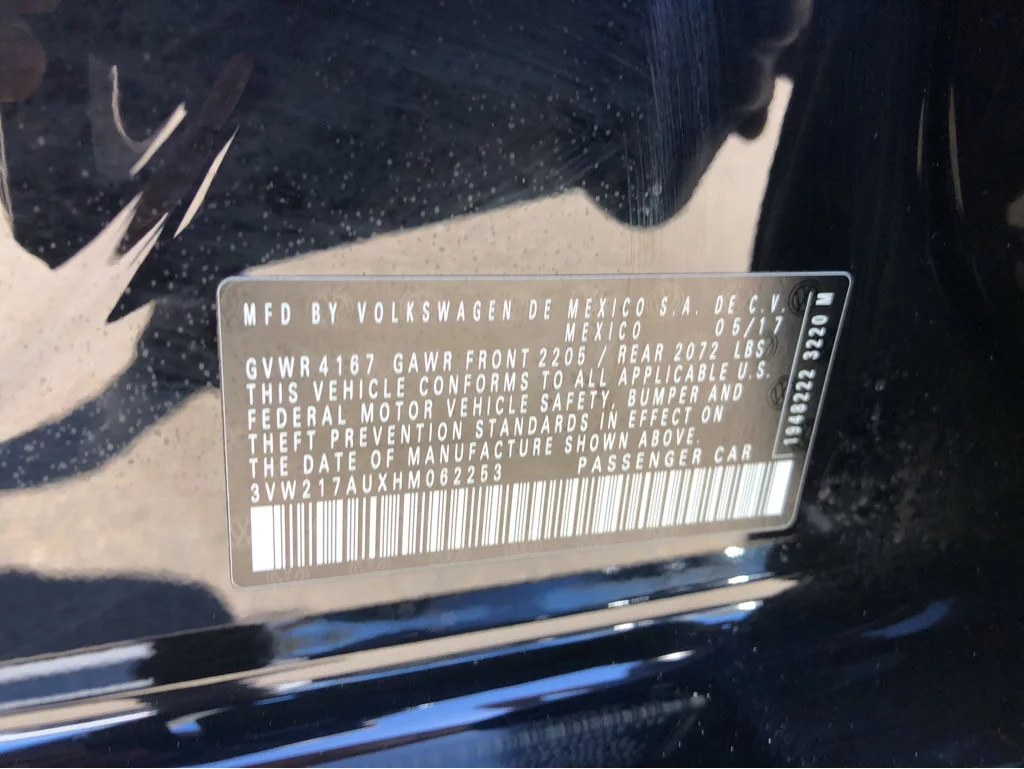 MFD BY VOLKSWAGEN DE MEXICO S.A. DE C.V.
MEXICO 05/17
GVWR 4167 GAWR FRONT 2205 / REAR 2072 LBS
THIS VEHICLE CONFORMS TO ALL APPLICABLE U.S.
FEDERAL MOTOR VEHICLE SAFETY, BUMPER AND
THEFT PREVENTION STANDARDS IN EFFECT ON
THE DATE OF MANUFACTURE SHOWN ABOVE.
3VW217AUXHM062253 PASSENGER CAR
3220 M